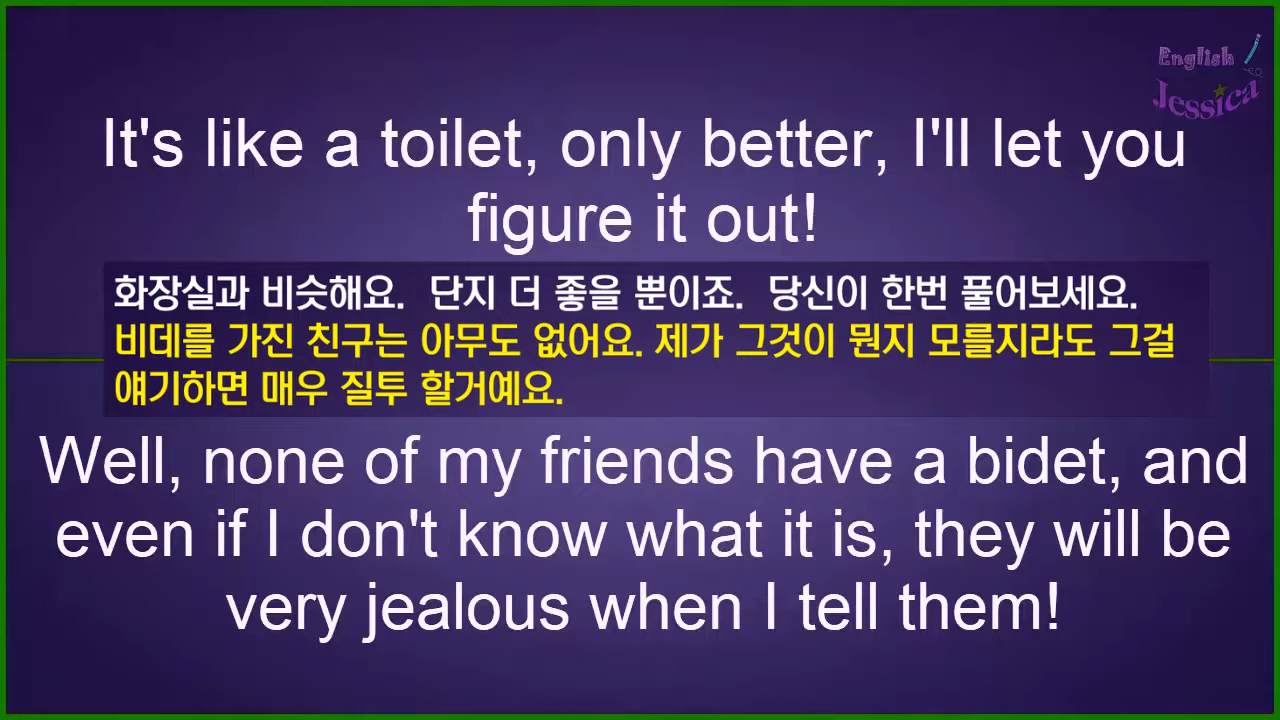 English
Jessica
It's like a toilet, only better, I'll let you
figure it out!
화장실과 비슷해요. 단지 더 좋을 뿐이죠. 당신이 한번 풀어보세요.
비데를 가진 친구는 아무도 없어요. 제가 그것이 뭔지 모를지라도 그걸
얘기하면 매우 질투 할거예요.
Well, none of my friends have a bidet, and
even if I don't know what it is, they will be
very jealous when I tell them!